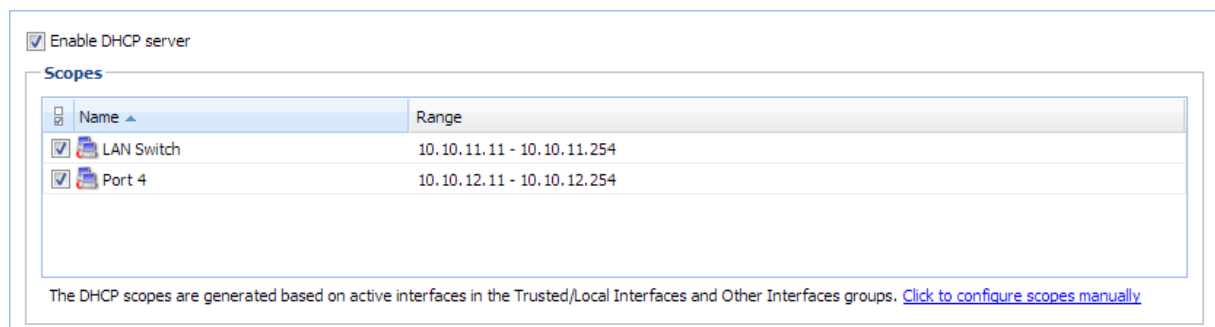 Enable DHCP server
Scopes
Name Range
LAN Switch 10.10.11.11 - 10.10.11.254
Port 4 10.10.12.11 - 10.10.12.254
The DHCP scopes are generated based on active interfaces in the Trusted/Local Interfaces and Other Interfaces groups. Click to configure scopes manually